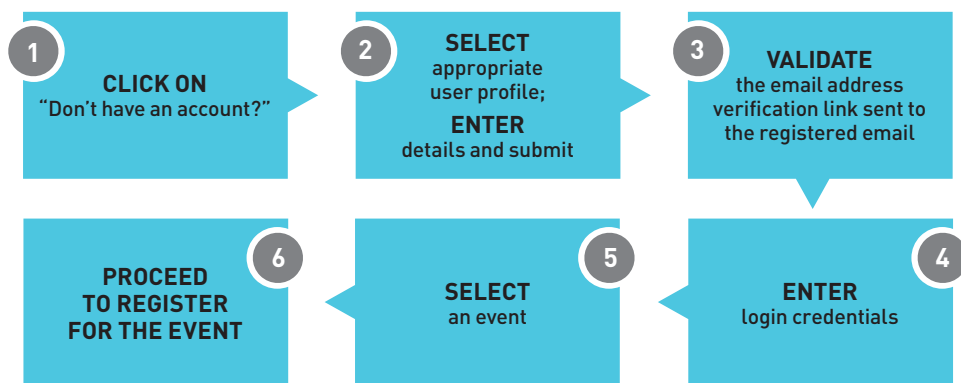 1
CLICK ON
“Don’t have an account?”
2
SELECT
appropriate
user profile;
ENTER
details and submit
3
VALIDATE
the email address
verification link sent to
the registered email
4
ENTER
login credentials
5
SELECT
an event
6
PROCEED
TO REGISTER
FOR THE EVENT